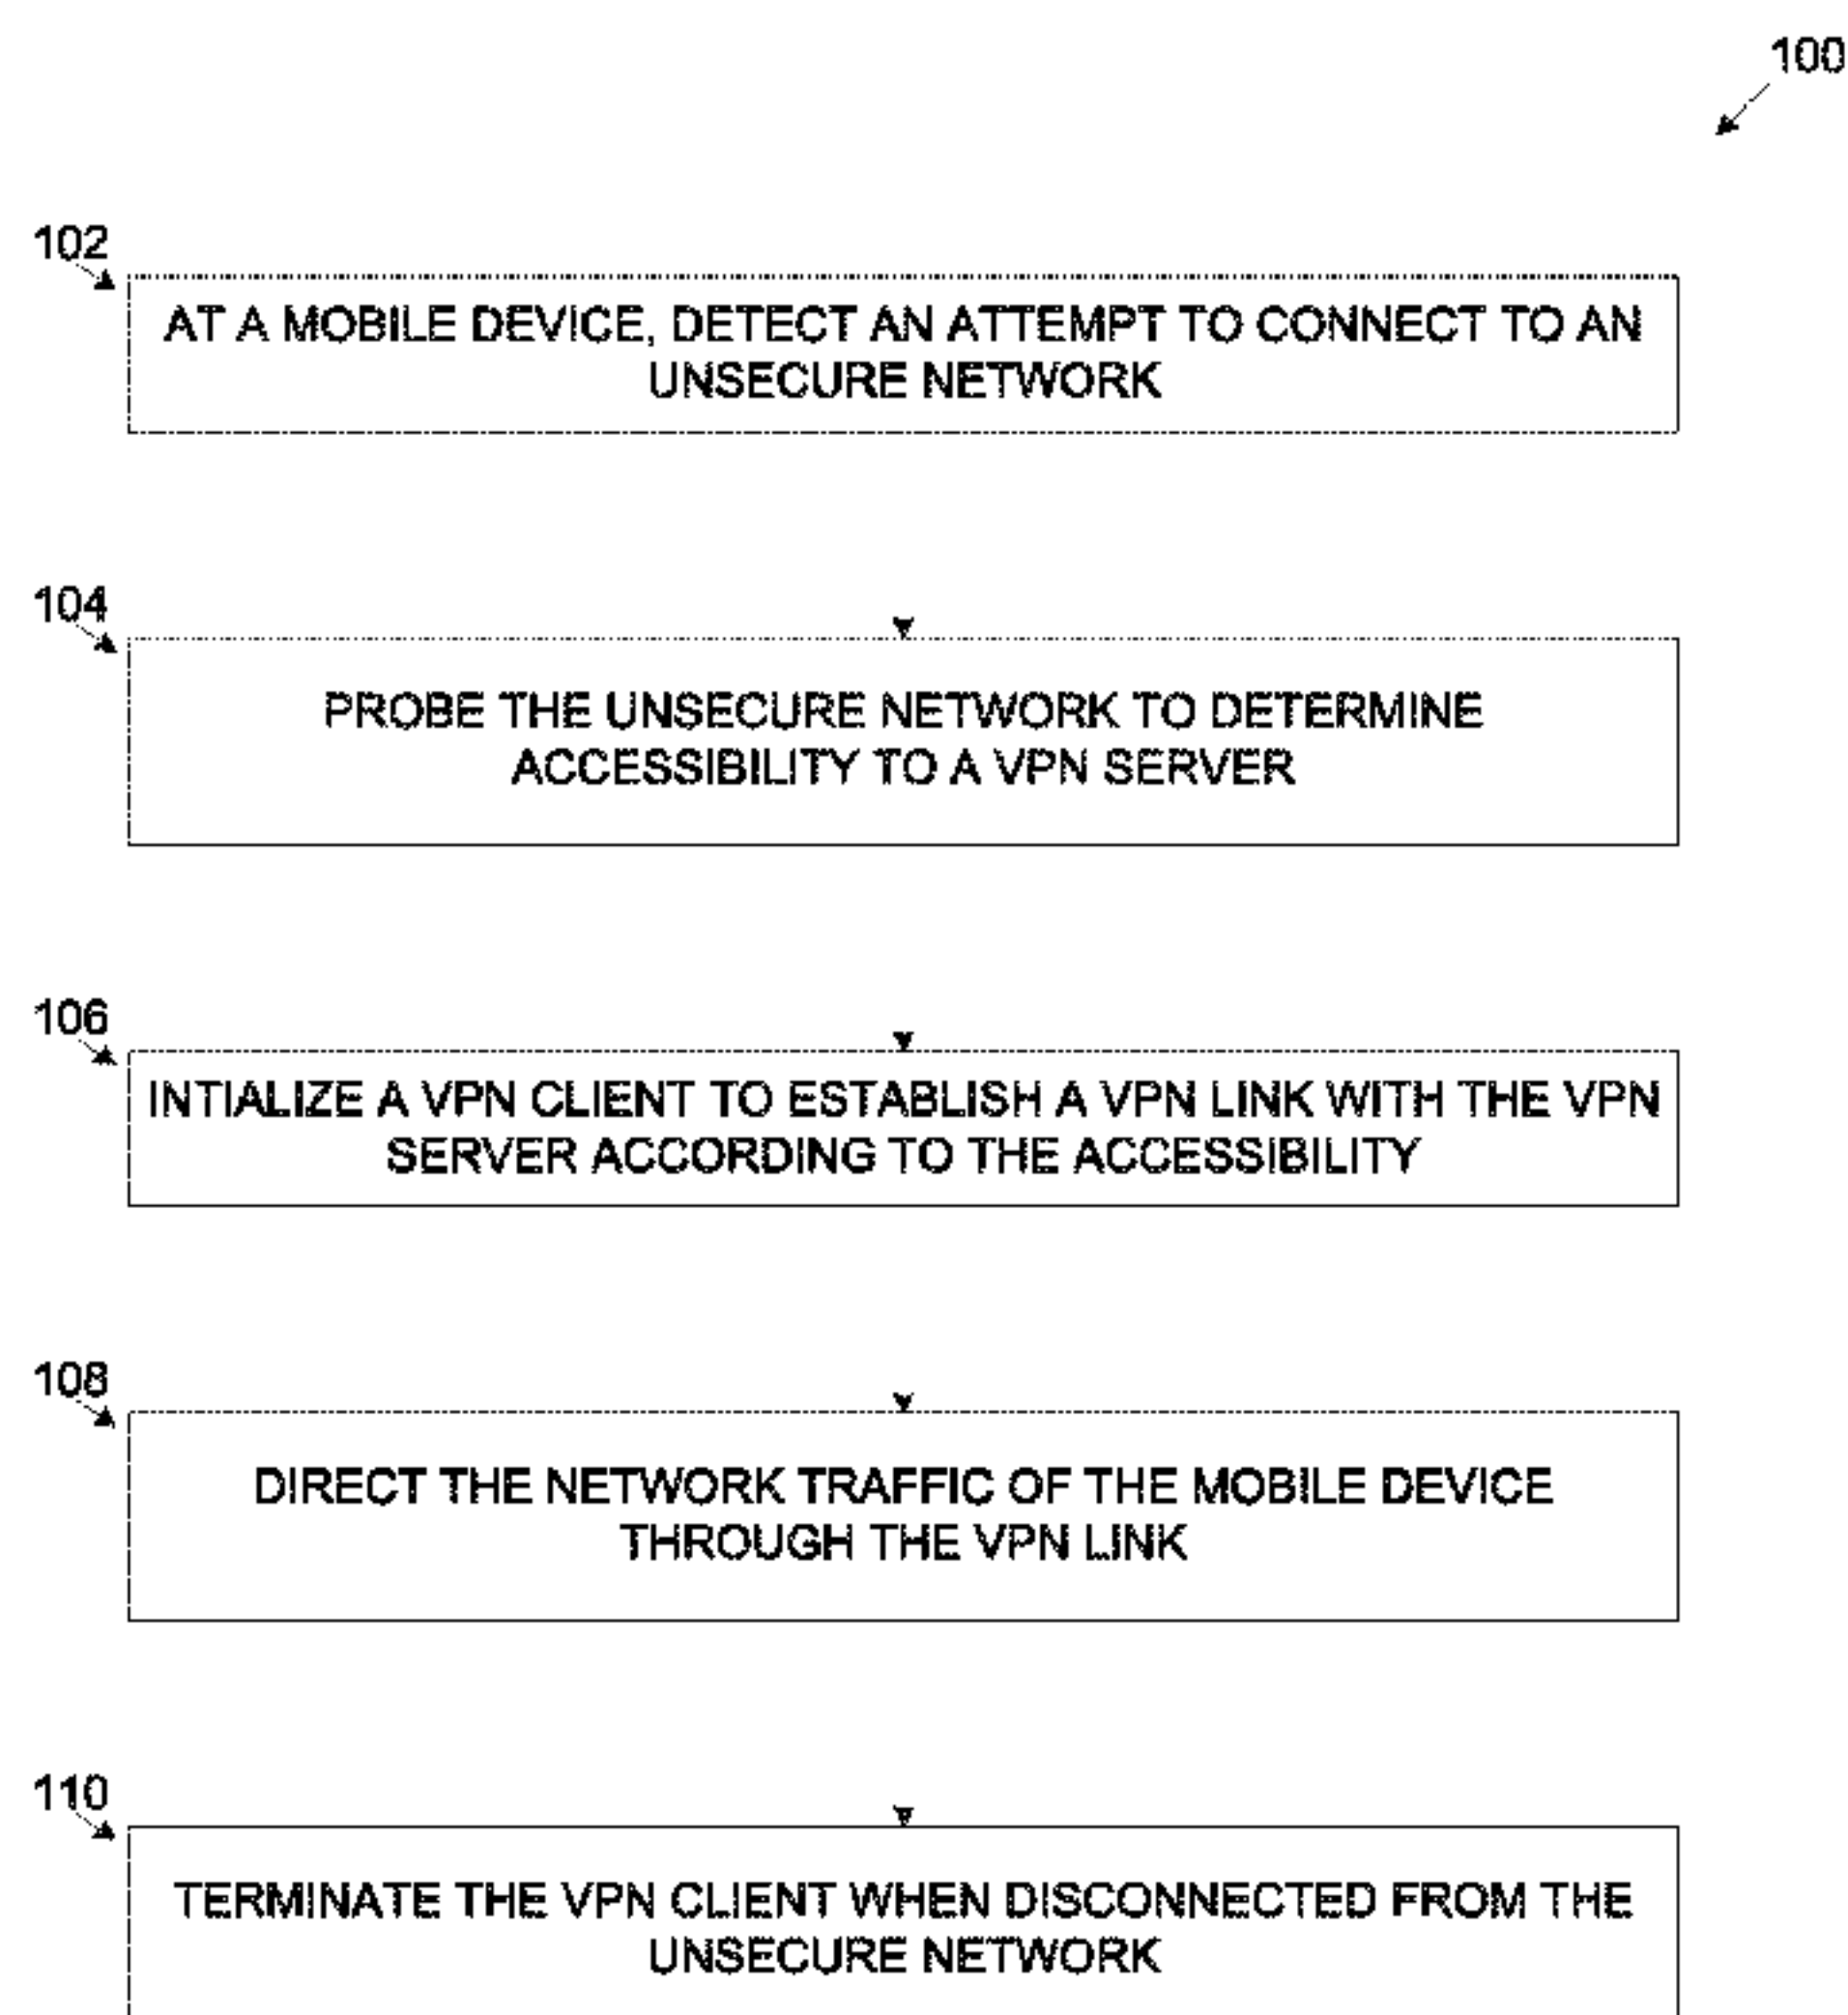 100
102
AT A MOBILE DEVICE, DETECT AN ATTEMPT TO CONNECT TO AN
UNSECURE NETWORK
104
PROBE THE UNSECURE NETWORK TO DETERMINE
ACCESSIBILITY TO A VPN SERVER
106
INTIALIZE A VPN CLIENT TO ESTABLISH A VPN LINK WITH THE VPN
SERVER ACCORDING TO THE ACCESSIBILITY
108
DIRECT THE NETWORK TRAFFIC OF THE MOBILE DEVICE
THROUGH THE VPN LINK
110
TERMINATE THE VPN CLIENT WHEN DISCONNECTED FROM THE
UNSECURE NETWORK